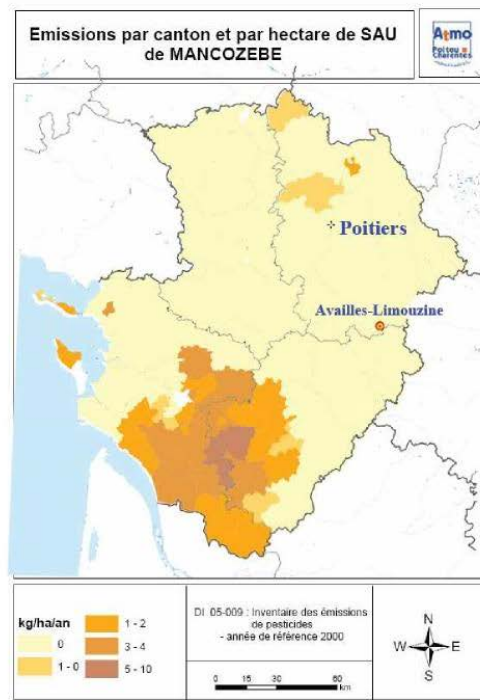 Emissions par canton et par hectare de SAU
de MANCOZEBE
Atmo
Poitou
Charentes
Poitiers
Availles-Limouzine
kg/ha/an
0
1 - 0
1 - 2
3 - 4
5 - 10
DI 05-009 : Inventaire des émissions
de pesticides
- année de référence 2000
0 15 30 60
km
N
W E
S